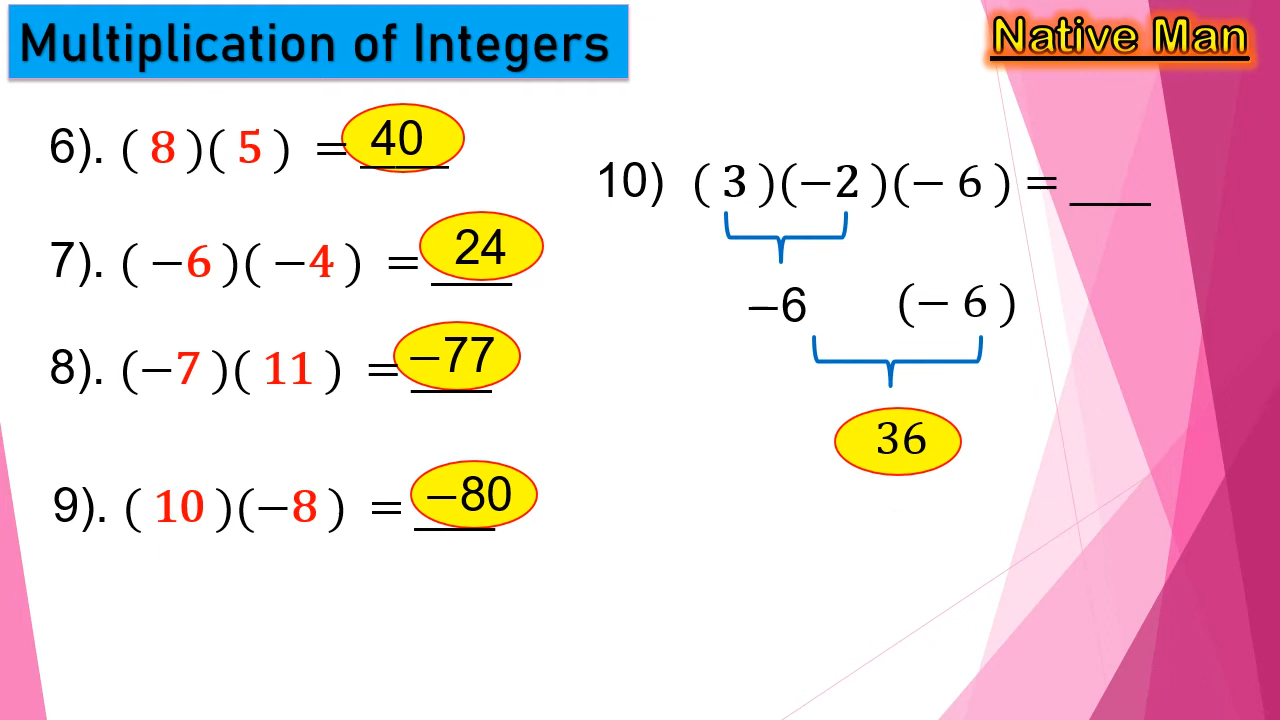 Multiplication of Integers
Native Man
6). ( 8 )( 5 ) = 40
7). ( −6 )( −4 ) = 24
8). (−7 )( 11 ) = −77
9). ( 10 )(−8 ) = −80
10) ( 3 )(−2 )(− 6 ) = ____
−6 (− 6 )
36